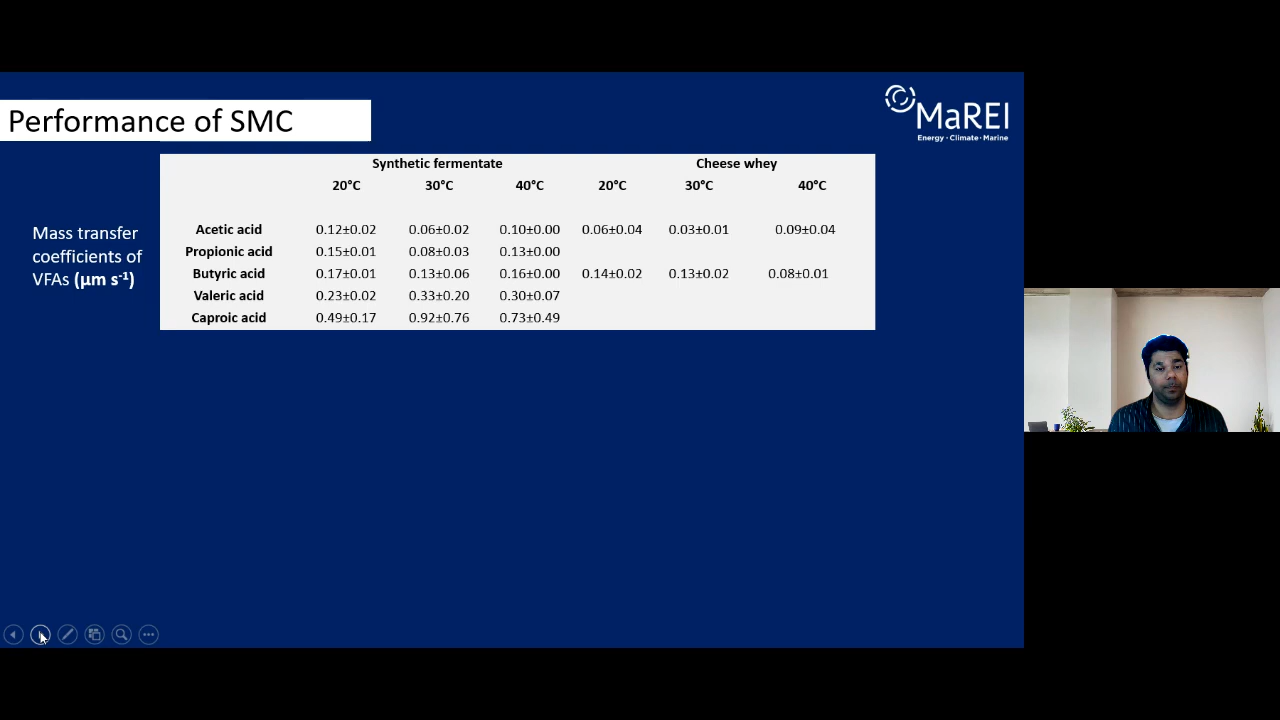 Performance of SMC
MaREI
Energy · Climate · Marine
Synthetic fermentate Cheese whey
20°C 30°C 40°C 20°C 30°C 40°C
Mass transfer
coefficients of
VFAs (µm s⁻¹)
Acetic acid 0.12±0.02 0.06±0.02 0.10±0.00 0.06±0.04 0.03±0.01 0.09±0.04
Propionic acid 0.15±0.01 0.08±0.03 0.13±0.00
Butyric acid 0.17±0.01 0.13±0.06 0.16±0.00 0.14±0.02 0.13±0.02 0.08±0.01
Valeric acid 0.23±0.02 0.33±0.20 0.30±0.07
Caproic acid 0.49±0.17 0.92±0.76 0.73±0.49